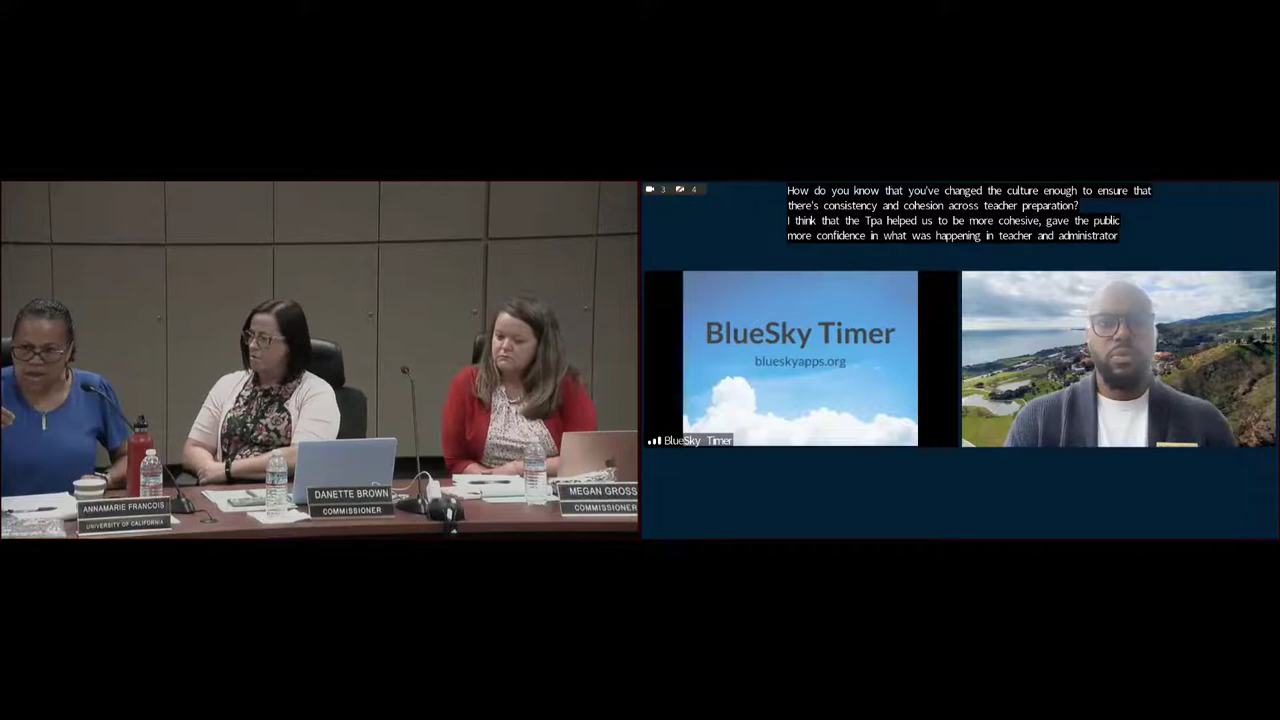 ANNAMARIE FRANCOIS
UNIVERSITY OF CALIFORNIA
DANETTE BROWN
COMMISSIONER
MEGAN GROSS
COMMISSIONER
3 4
How do you know that you've changed the culture enough to ensure that
there's consistency and cohesion across teacher preparation?
I think that the Tpa helped us to be more cohesive, gave the public
more confidence in what was happening in teacher and administrator
BlueSky Timer
blueskyapps.org
BlueSky Timer